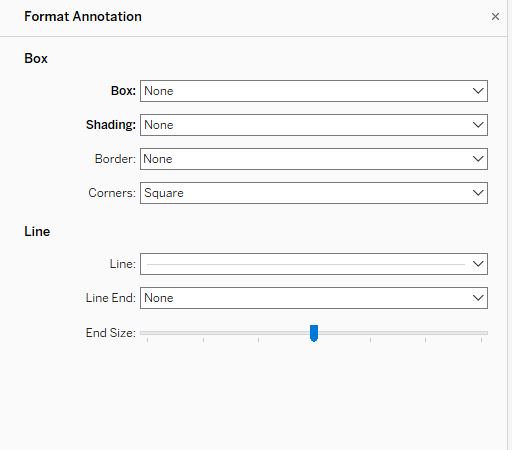 Format Annotation
Box
Box: None
Shading: None
Border: None
Corners: Square
Line
Line:
Line End: None
End Size: